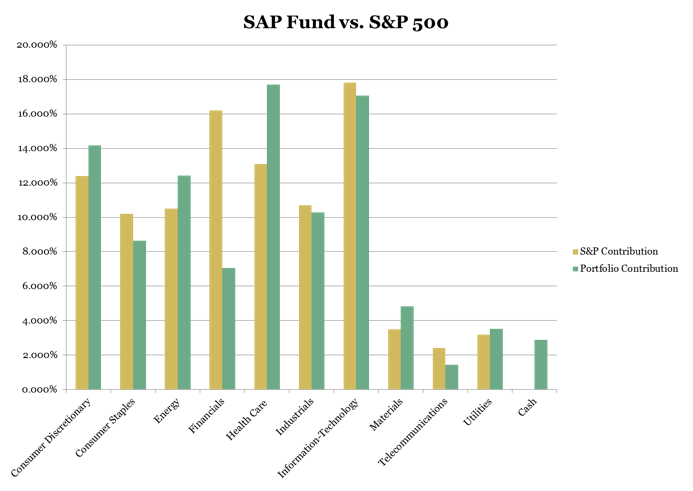 SAP Fund vs. S&P 500
20.000%
18.000%
16.000%
14.000%
12.000%
10.000%
8.000%
6.000%
4.000%
2.000%
0.000%
S&P Contribution
Portfolio Contribution
Consumer Discretionary
Consumer Staples
Energy
Financials
Health Care
Industrials
Information-Technology
Materials
Telecommunications
Utilities
Cash